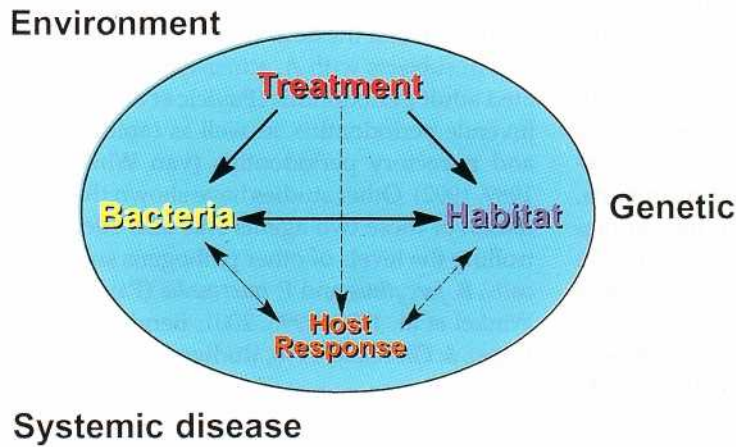 Environment
Treatment
Bacteria
Habitat
Genetic
Host
Response
Systemic disease